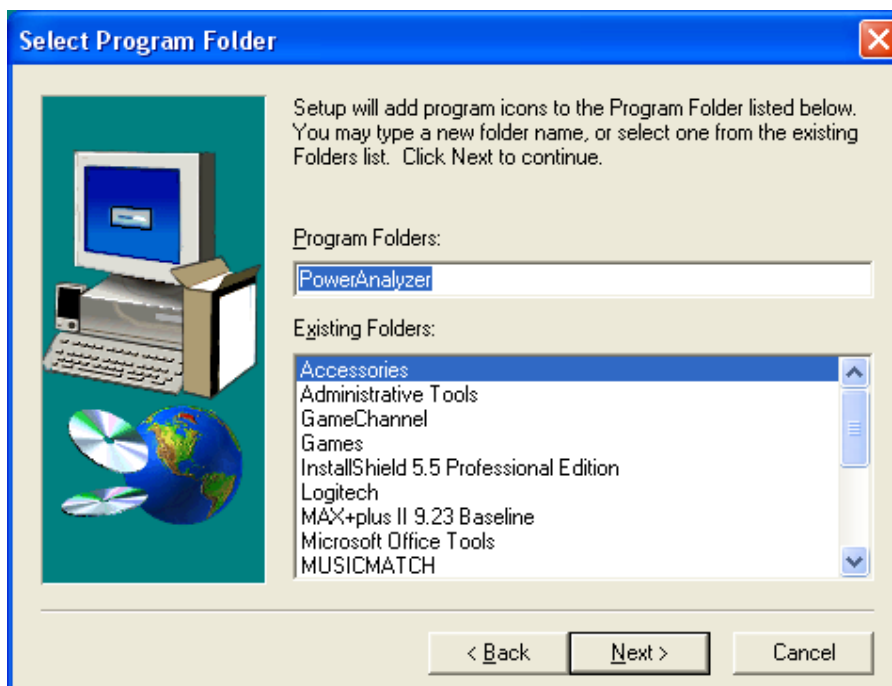 Select Program Folder
Setup will add program icons to the Program Folder listed below.
You may type a new folder name, or select one from the existing
Folders list. Click Next to continue.
Program Folders:
PowerAnalyzer
Existing Folders:
Accessories
Administrative Tools
GameChannel
Games
InstallShield 5.5 Professional Edition
Logitech
MAX+plus II 9.23 Baseline
Microsoft Office Tools
MUSICMATCH
< Back
Next >
Cancel